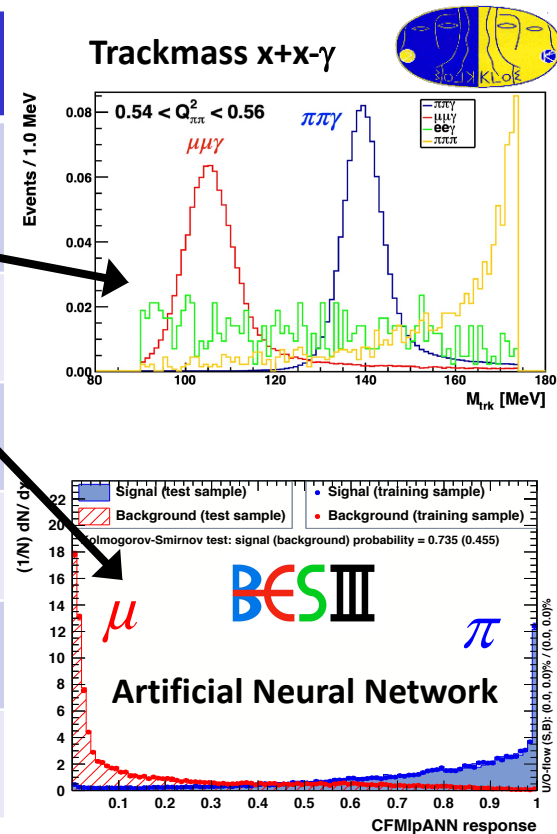 Trackmass x+x-γ
KLOE
Events / 1.0 MeV
0.54 < Q²ππ < 0.56
μμγ
ππγ
ππγ
μμγ
eeγ
πππ
0.08
0.06
0.04
0.02
0.00
80 100 120 140 160 180
M_trk [MeV]
(1/N) dN/ dx
Signal (test sample)
Signal (training sample)
Background (test sample)
Background (training sample)
Kolmogorov-Smirnov test: signal (background) probability = 0.735 (0.455)
BESIII
μ
π
Artificial Neural Network
22
20
18
16
14
12
10
8
6
4
2
0
0.1 0.2 0.3 0.4 0.5 0.6 0.7 0.8 0.9 1
CFMlpANN response
U/O-flow (S,B): (0.0, 0.0)% / (0.0, 0.0)%